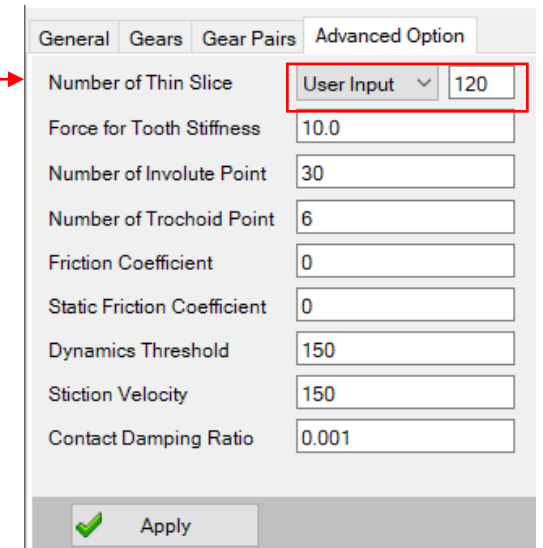 General Gears Gear Pairs Advanced Option
Number of Thin Slice User Input 120
Force for Tooth Stiffness 10.0
Number of Involute Point 30
Number of Trochoid Point 6
Friction Coefficient 0
Static Friction Coefficient 0
Dynamics Threshold 150
Stiction Velocity 150
Contact Damping Ratio 0.001
Apply